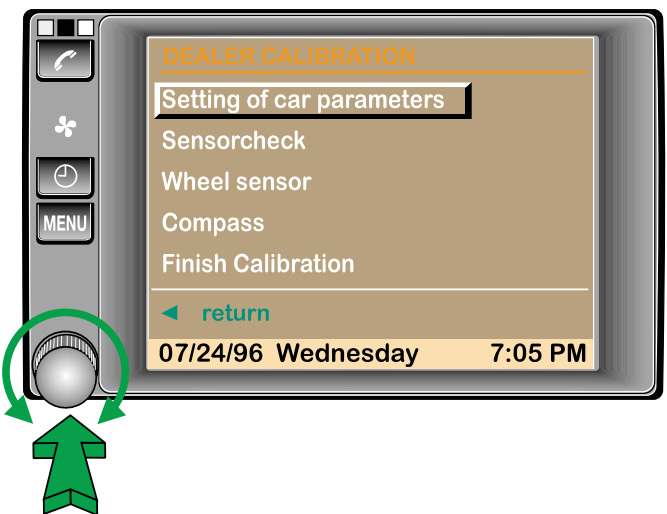 DEALER CALIBRATION
Setting of car parameters
Sensorcheck
Wheel sensor
MENU
Compass
Finish Calibration
◄ return
07/24/96 Wednesday 7:05 PM